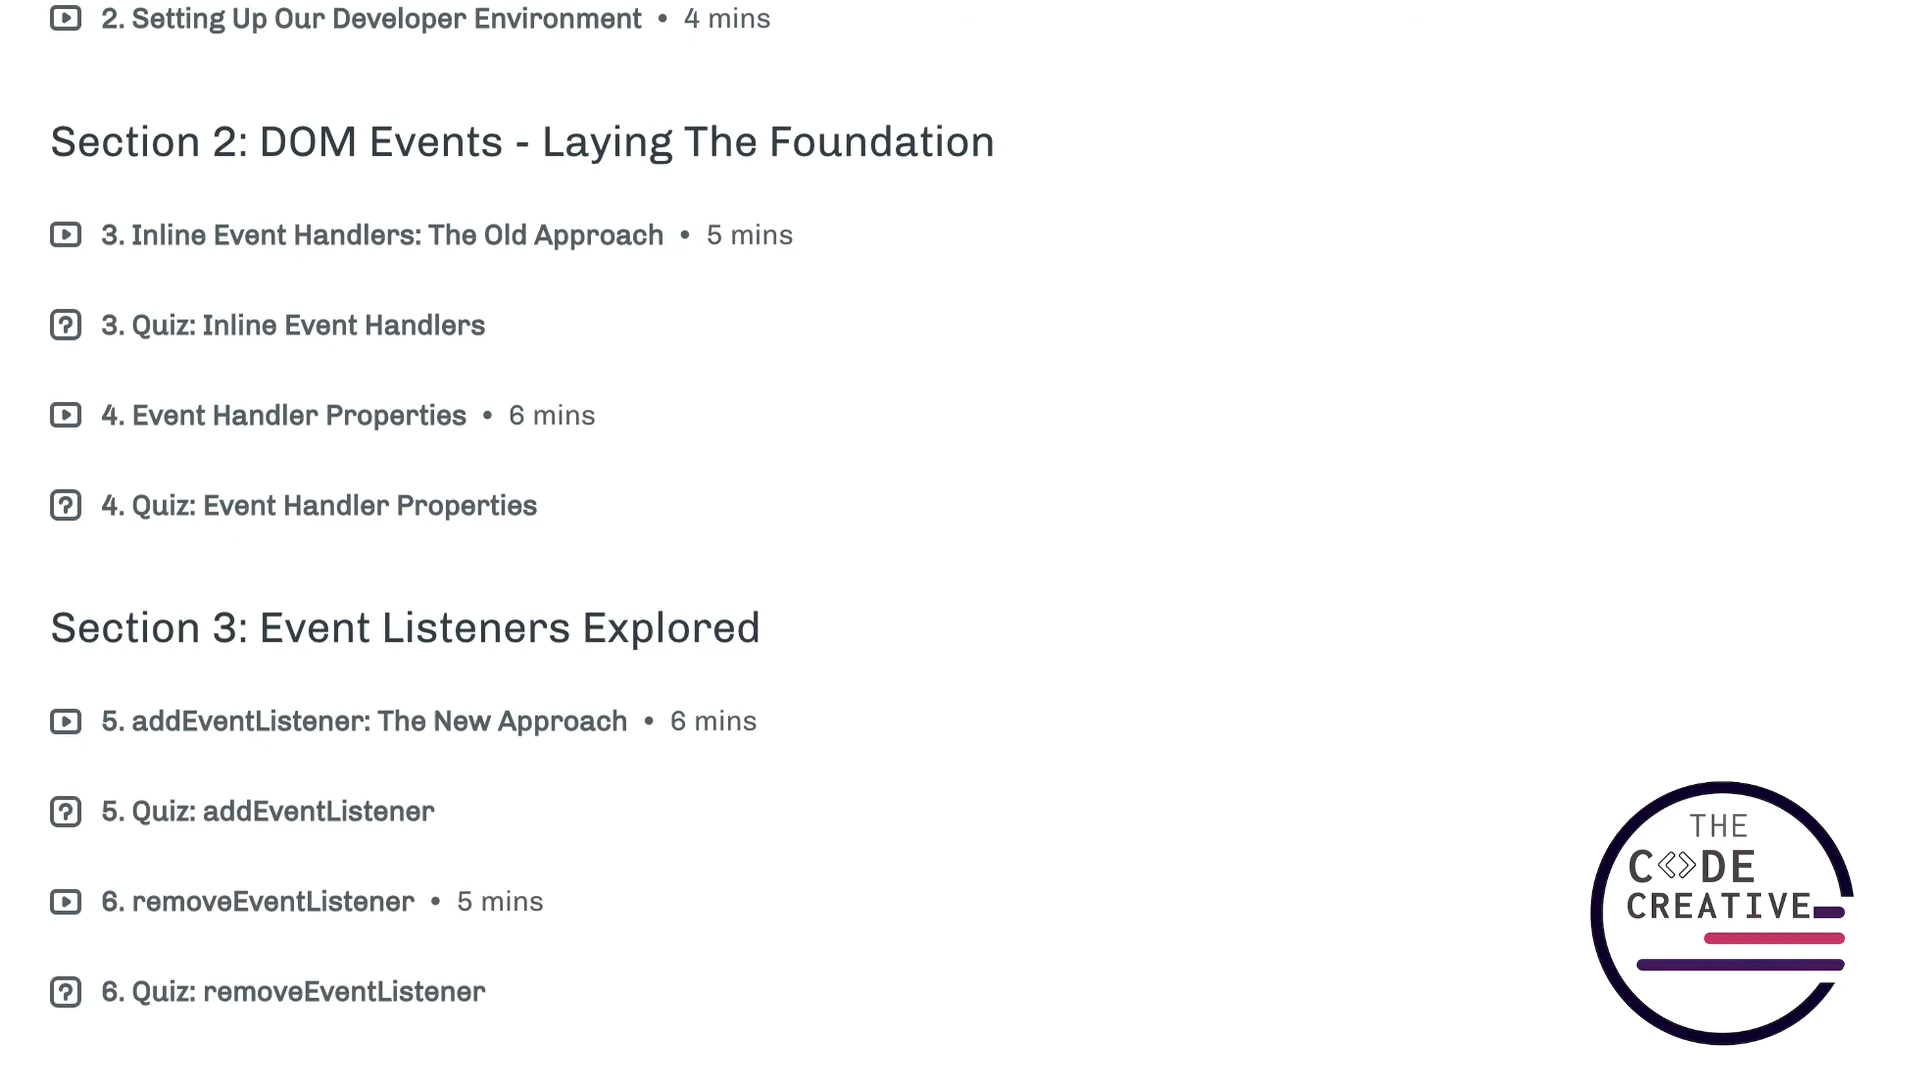 2. Setting Up Our Developer Environment • 4 mins
Section 2: DOM Events - Laying The Foundation
3. Inline Event Handlers: The Old Approach • 5 mins
3. Quiz: Inline Event Handlers
4. Event Handler Properties • 6 mins
4. Quiz: Event Handler Properties
Section 3: Event Listeners Explored
5. addEventListener: The New Approach • 6 mins
5. Quiz: addEventListener
6. removeEventListener • 5 mins
6. Quiz: removeEventListener
THE
C<>DE
CREATIVE